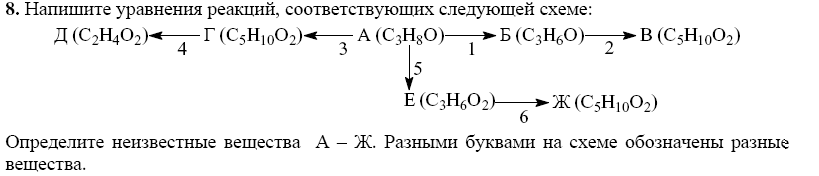 8. Напишите уравнения реакций, соответствующих следующей схеме:
Д (C₂H₄O₂) 4 Г (C₅H₁₀O₂) 3 А (C₃H₈O) 1 Б (C₃H₆O) 2 В (C₅H₁₀O₂)
5
Е (C₃H₆O₂) 6 Ж (C₅H₁₀O₂)
Определите неизвестные вещества А – Ж. Разными буквами на схеме обозначены разные
вещества.